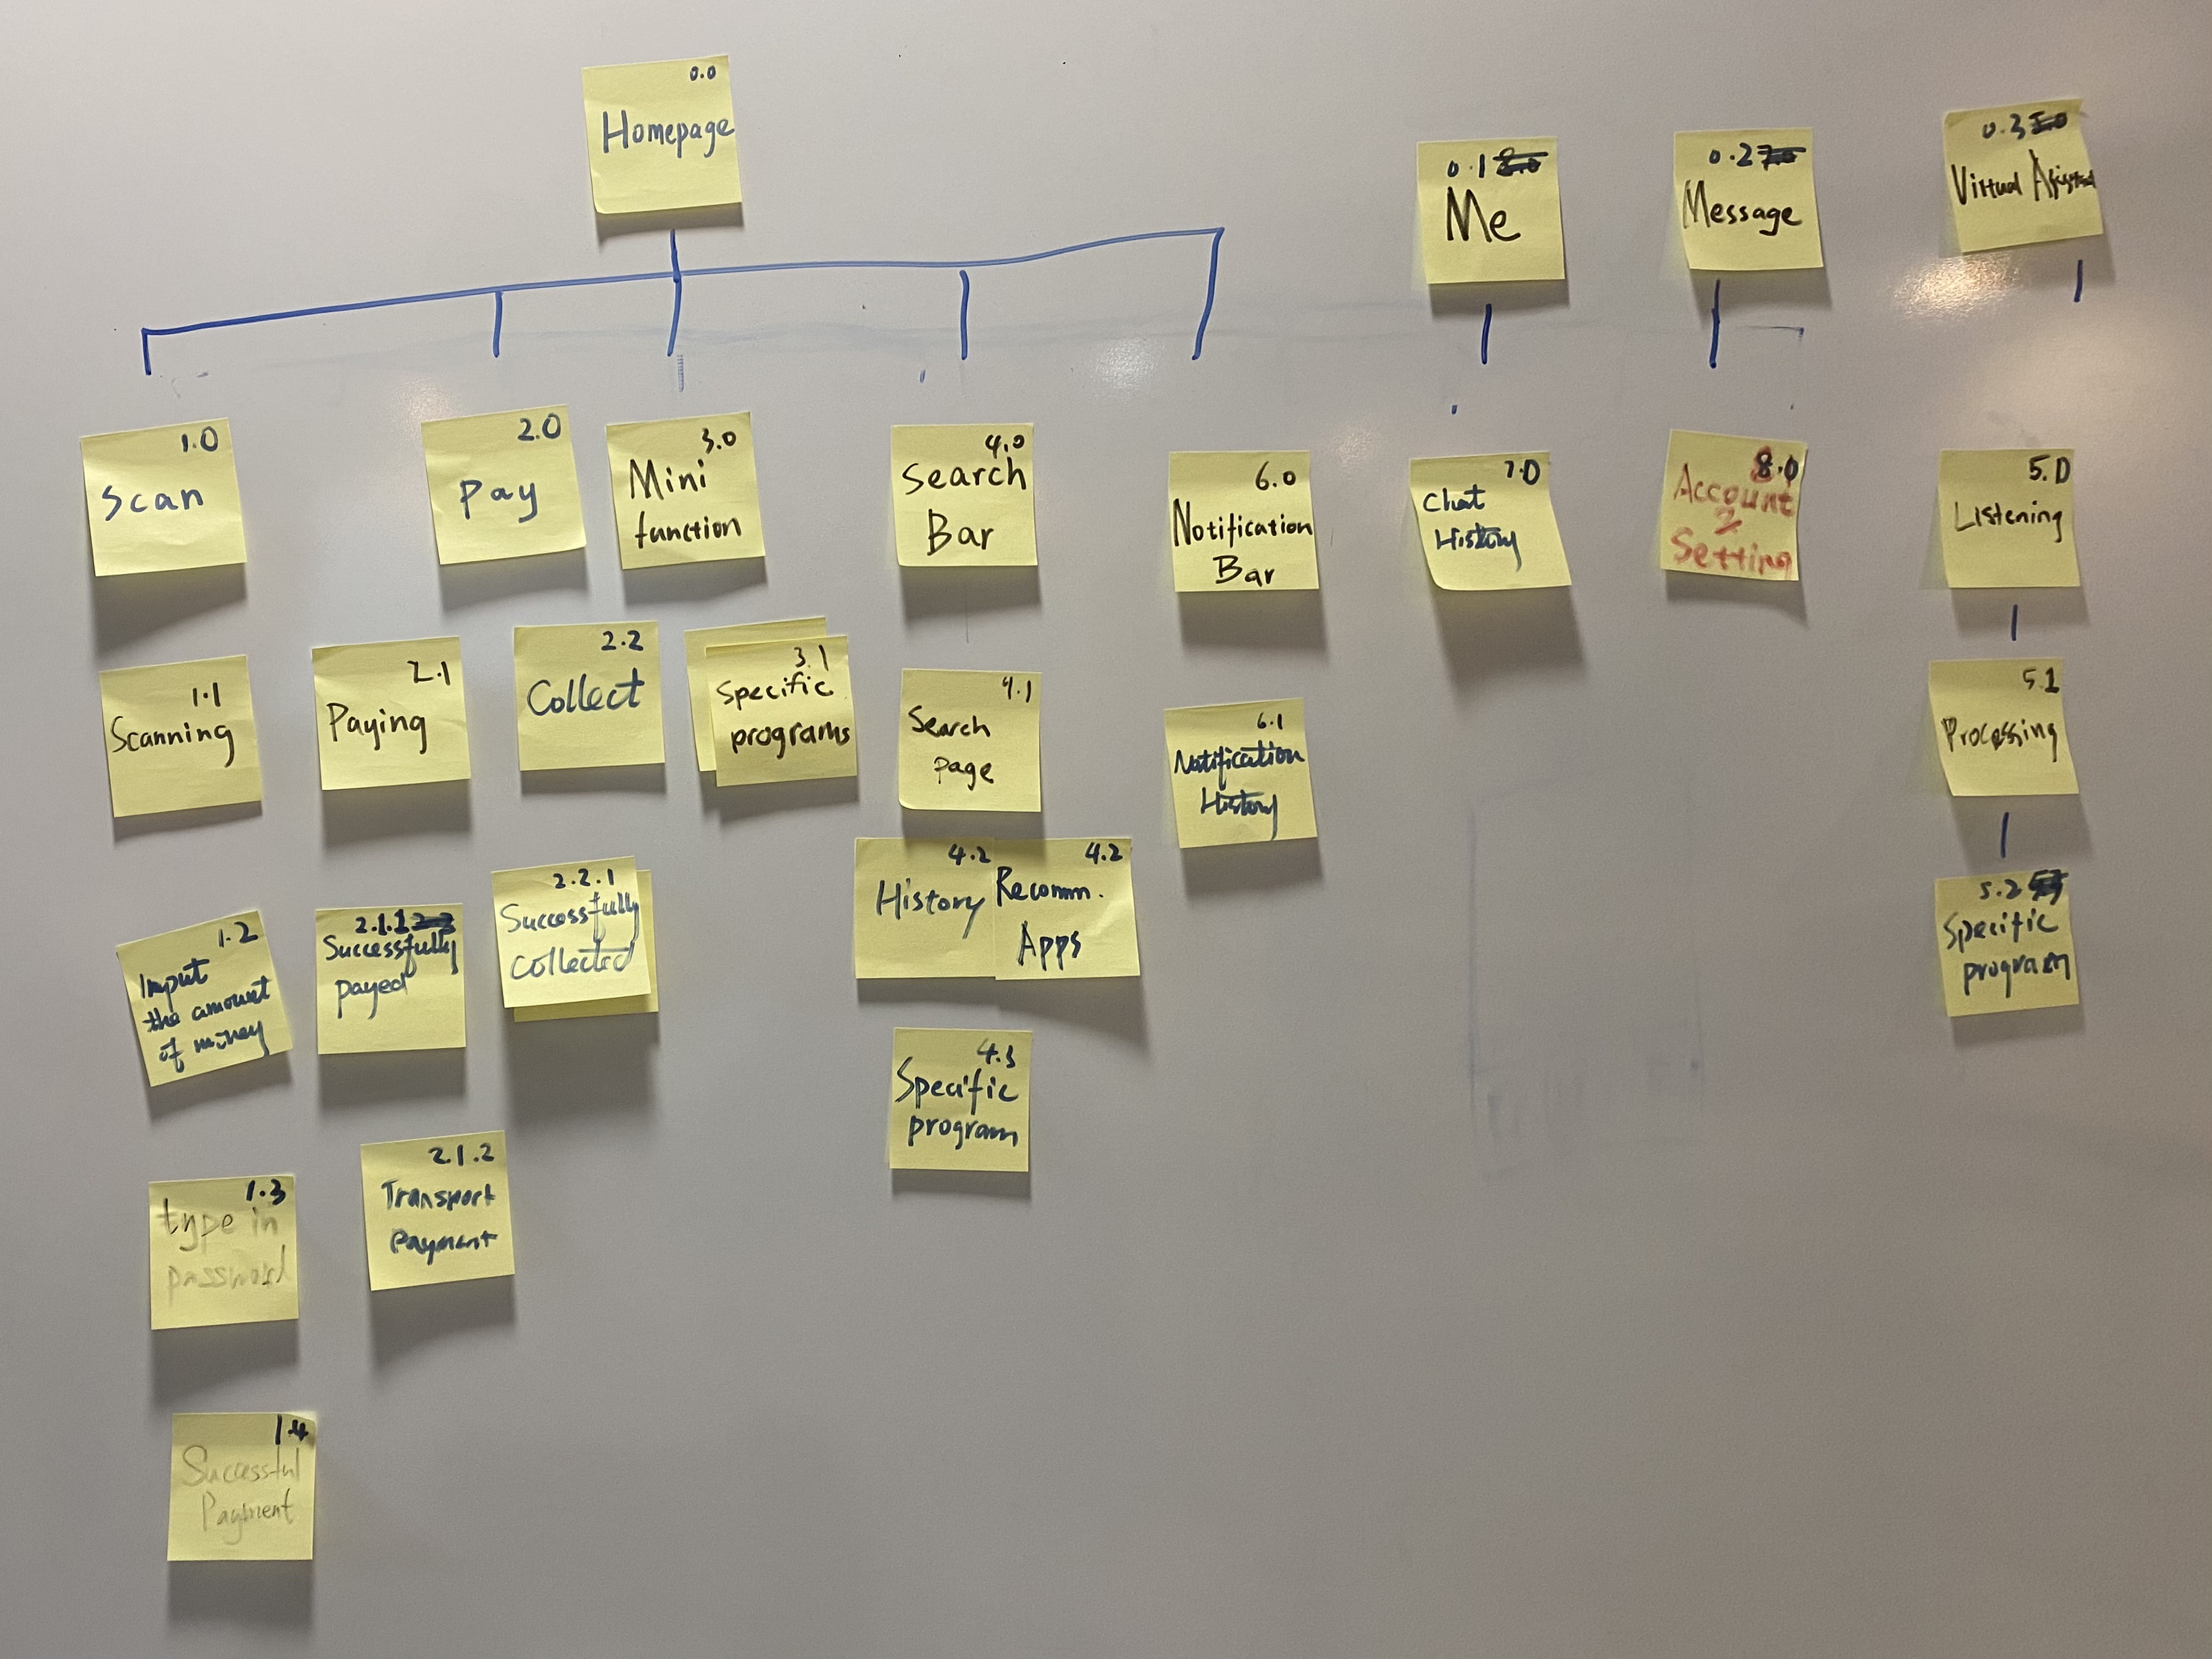 0.0
Homepage
0.1
Me
0.2
Message
0.3
Virtual
1.0
Scan
2.0
Pay
3.0
Mini
function
4.0
Search
Bar
6.0
Notification
Bar
7.0
Chat
History
8.0
Account
2
Setting
5.0
Listening
1.1
Scanning
2.1
Paying
2.2
Collect
3.1
Specific
programs
4.1
Search
page
6.1
Notification
History
5.1
Processing
1.2
Input
the amount
of money
2.1.1
Successfully
payed
2.2.1
Successfully
collected
4.2
History
4.2
Recomm.
Apps
5.2
Specific
program
1.3
type in
password
2.1.2
Transport
Payment
4.3
Specific
program
1.4
Successful
Payment